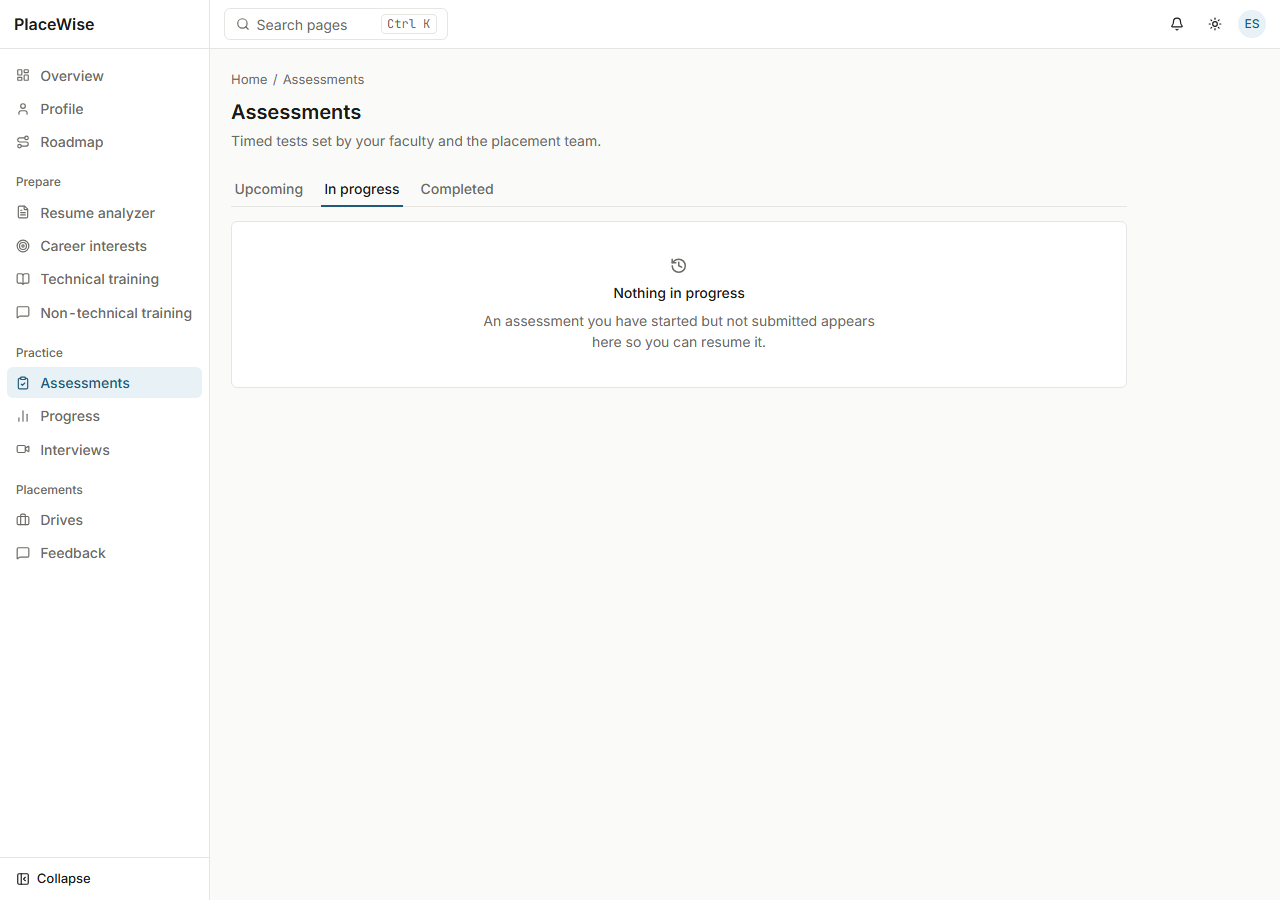 PlaceWise
Search pages
Ctrl K
ES
Overview
Profile
Roadmap
Prepare
Resume analyzer
Career interests
Technical training
Non-technical training
Practice
Assessments
Progress
Interviews
Placements
Drives
Feedback
Collapse
Home / Assessments
Assessments
Timed tests set by your faculty and the placement team.
Upcoming
In progress
Completed
Nothing in progress
An assessment you have started but not submitted appears
here so you can resume it.